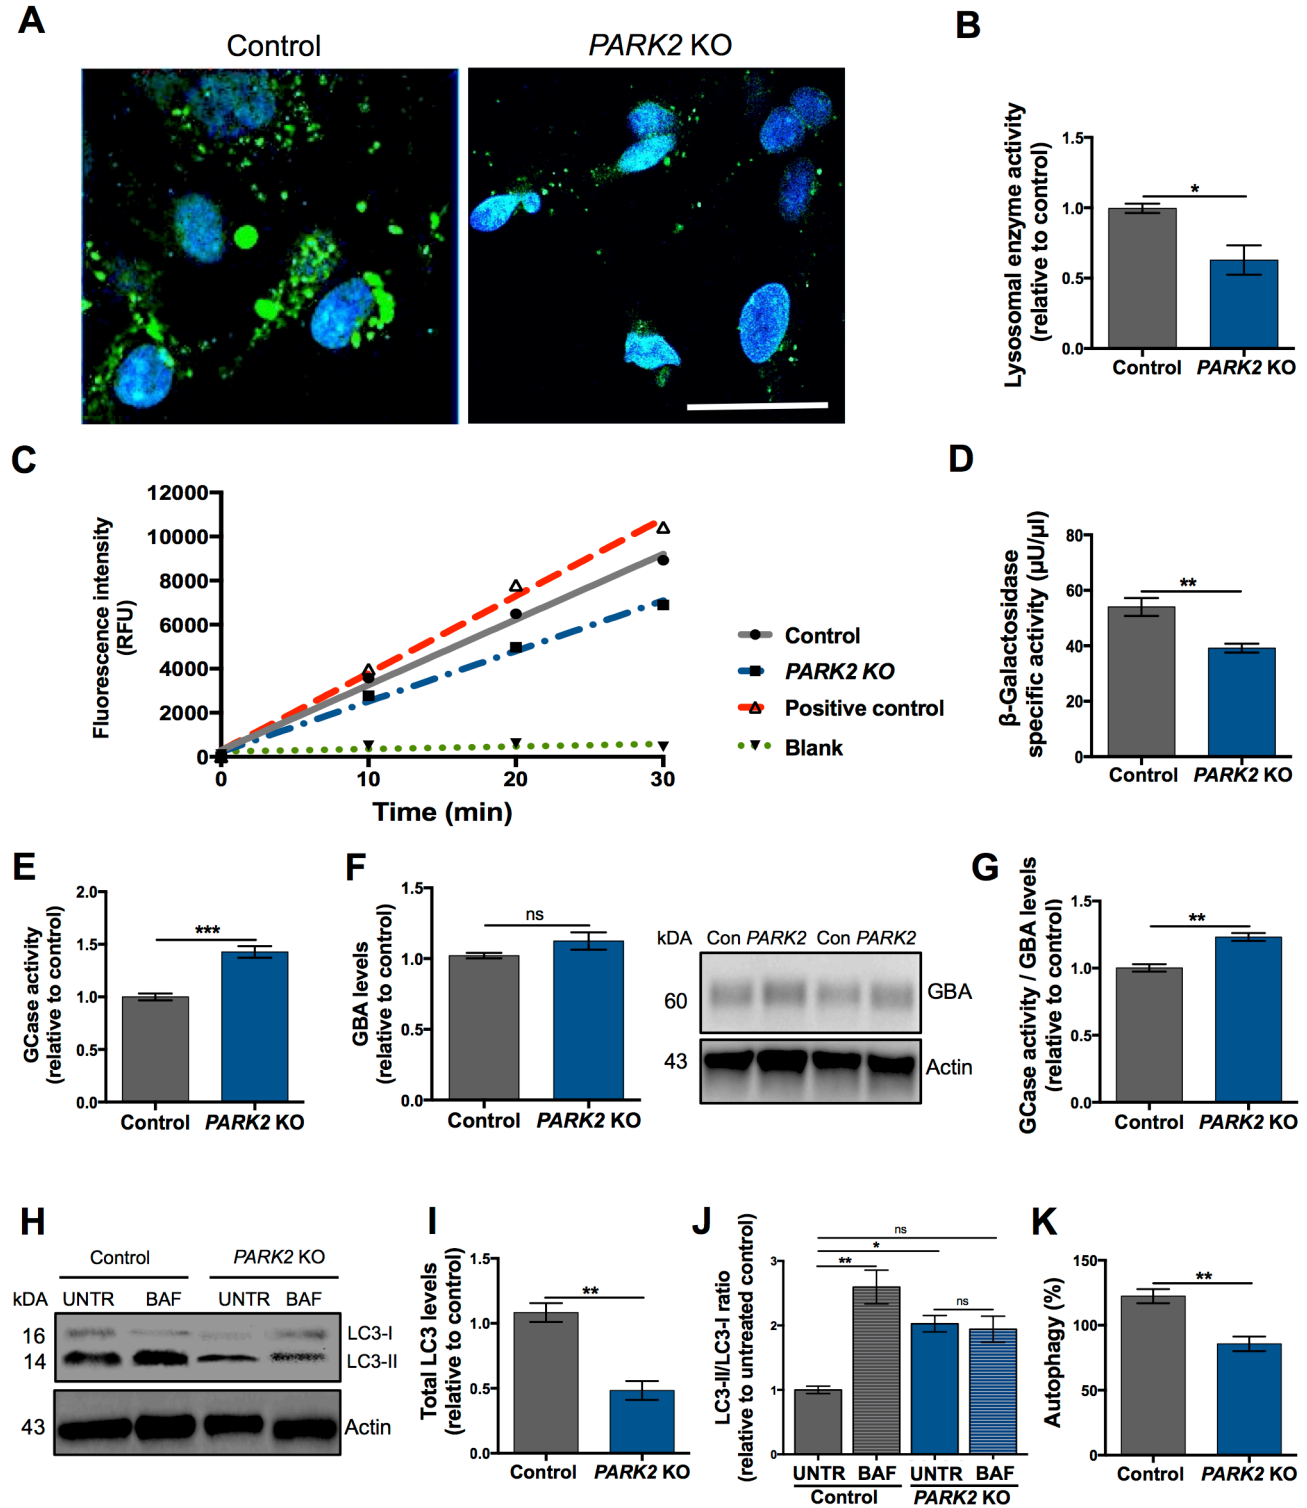 A
Control
PARK2 KO
B
Lysosomal enzyme activity
(relative to control)
1.5
1.0
0.5
0.0
*
Control PARK2 KO
C
Fluorescence intensity
(RFU)
12000
10000
8000
6000
4000
2000
0
0 10 20 30
Time (min)
Control
PARK2 KO
Positive control
Blank
D
β-Galactosidase
specific activity (µU/µl)
80
60
40
20
0
**
Control PARK2 KO
E
GCase activity
(relative to control)
2.0
1.5
1.0
0.5
0.0
***
Control PARK2 KO
F
GBA levels
(relative to control)
1.5
1.0
0.5
0.0
ns
Control PARK2 KO
kDA Con PARK2 Con PARK2
60 GBA
43 Actin
G
GCase activity / GBA levels
(relative to control)
1.5
1.0
0.5
0.0
**
Control PARK2 KO
H
Control PARK2 KO
kDA UNTR BAF UNTR BAF
16 LC3-I
14 LC3-II
43 Actin
I
Total LC3 levels
(relative to control)
1.5
1.0
0.5
0.0
**
Control PARK2 KO
J
LC3-II/LC3-I ratio
(relative to untreated control)
3
2
1
0
ns
*
**
ns
UNTR BAF UNTR BAF
Control PARK2 KO
K
Autophagy (%)
150
100
50
0
**
Control PARK2 KO